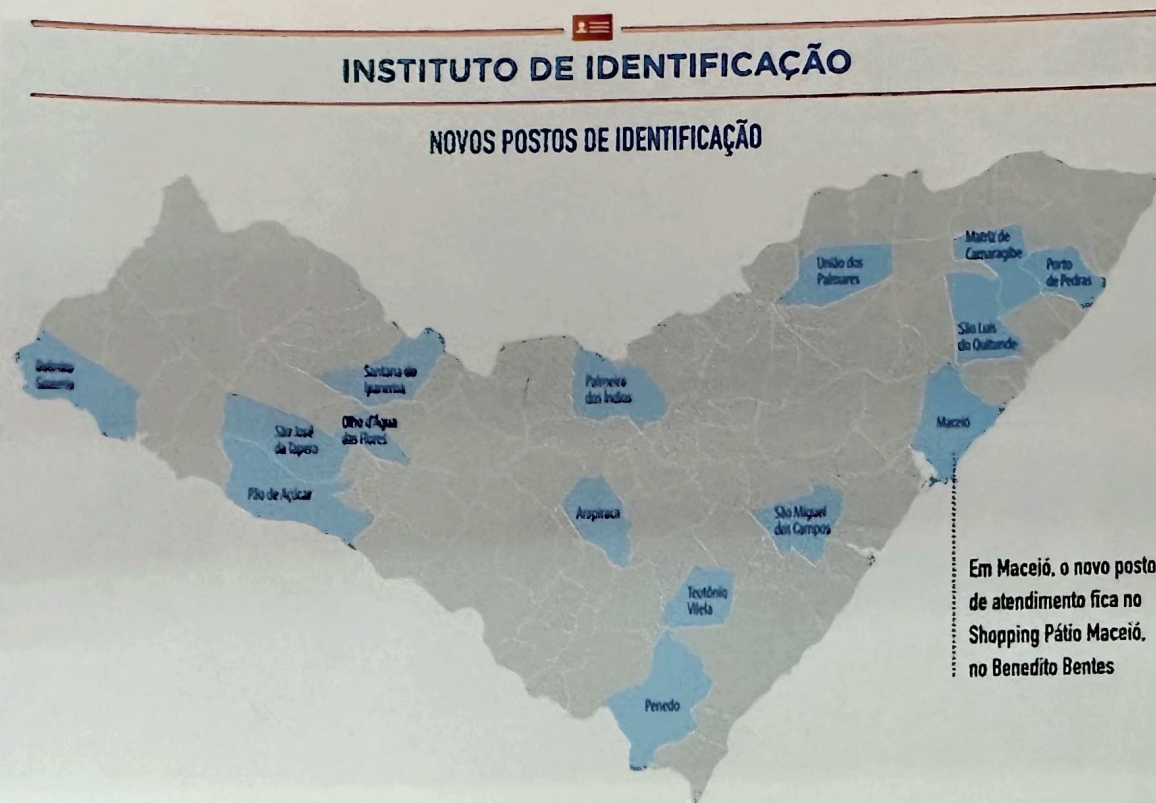 INSTITUTO DE IDENTIFICAÇÃO
NOVOS POSTOS DE IDENTIFICAÇÃO
Matriz de
Camaragibe
União dos
Palmares
Porto
de Pedras
São Luís
do Quitunde
Santana do
Ipanema
Palmeira
dos Índios
Olho d'Água
das Flores
São José
da Tapera
Maceió
Pão de Açúcar
Arapiraca
São Miguel
dos Campos
Teotônio
Vilela
Penedo
Em Maceió, o novo posto
de atendimento fica no
Shopping Pátio Maceió,
no Benedito Bentes